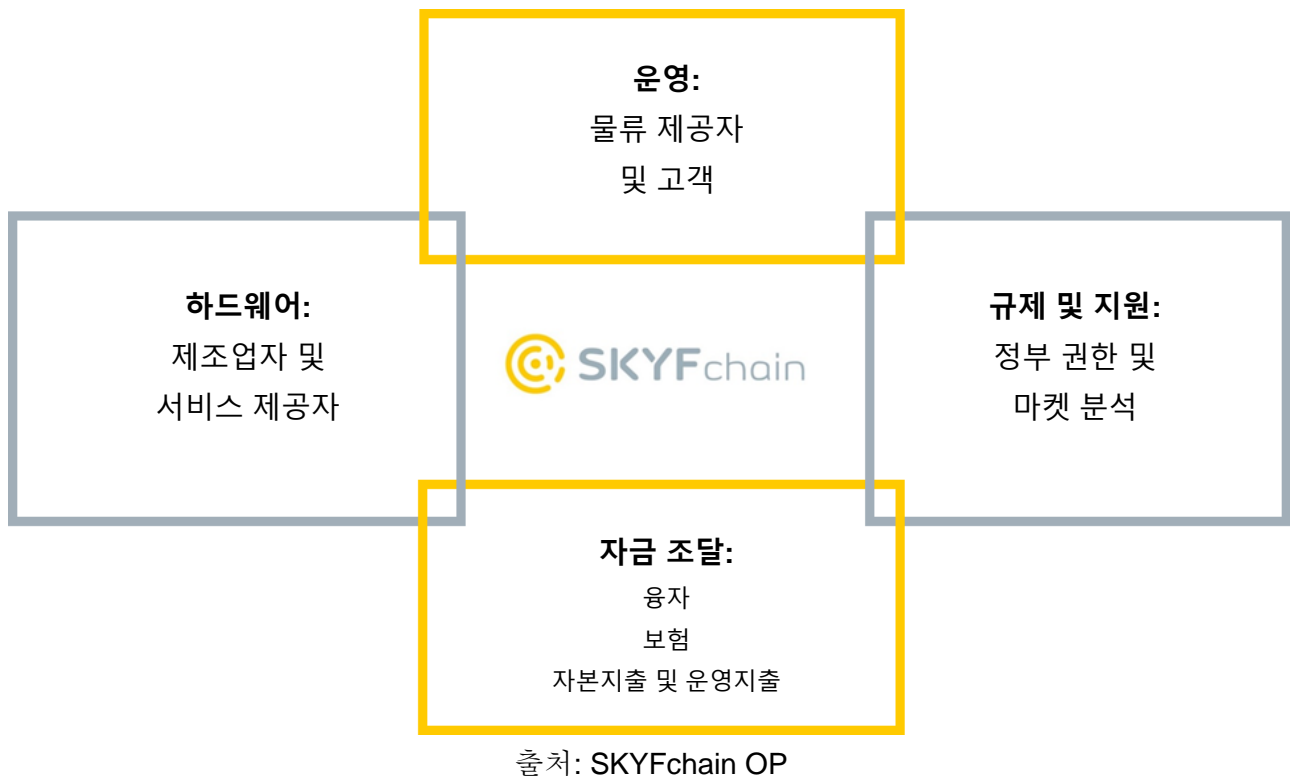 운영:
물류 제공자
및 고객
하드웨어:
제조업자 및
서비스 제공자
SKYFchain
규제 및 지원:
정부 권한 및
마켓 분석
자금 조달:
융자
보험
자본지출 및 운영지출
출처: SKYFchain OP